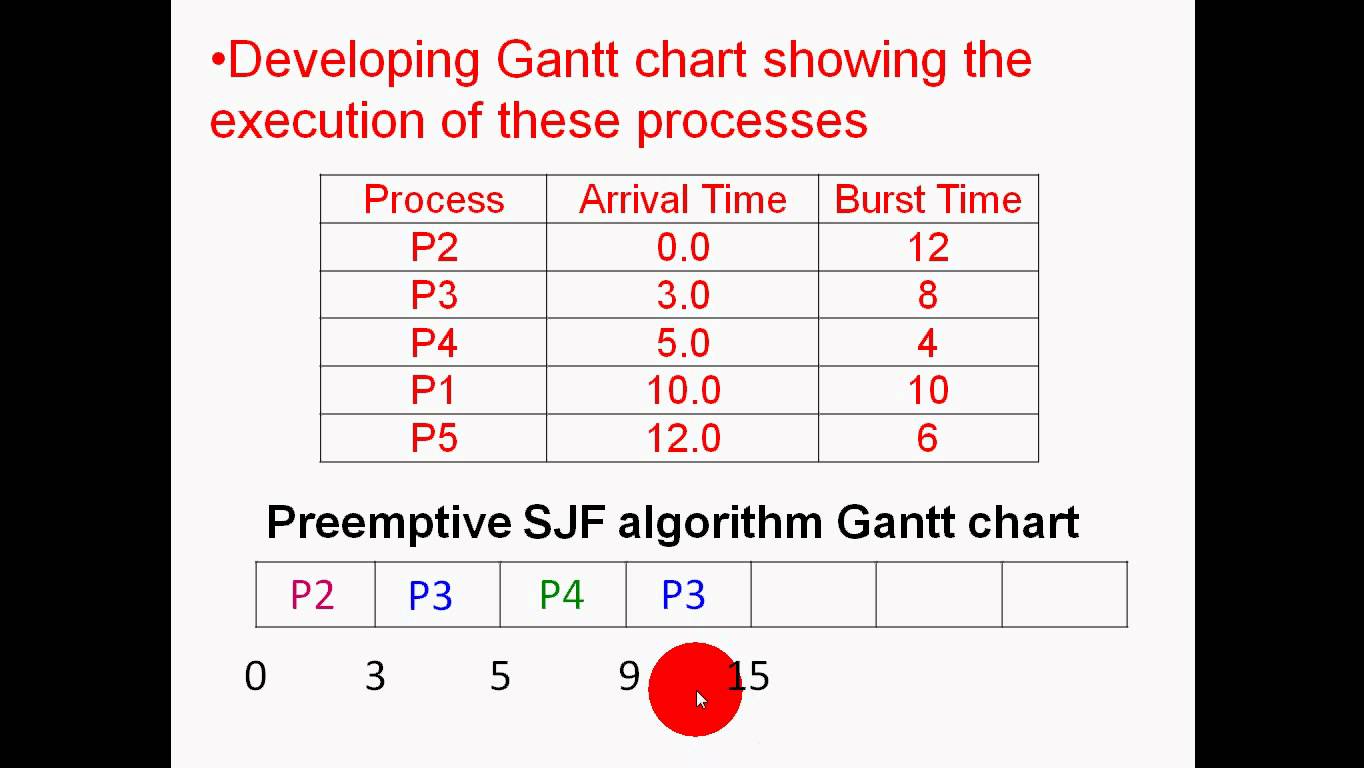 •Developing Gantt chart showing the
execution of these processes
Process Arrival Time Burst Time
P2 0.0 12
P3 3.0 8
P4 5.0 4
P1 10.0 10
P5 12.0 6
Preemptive SJF algorithm Gantt chart
P2 P3 P4 P3
0 3 5 9 15